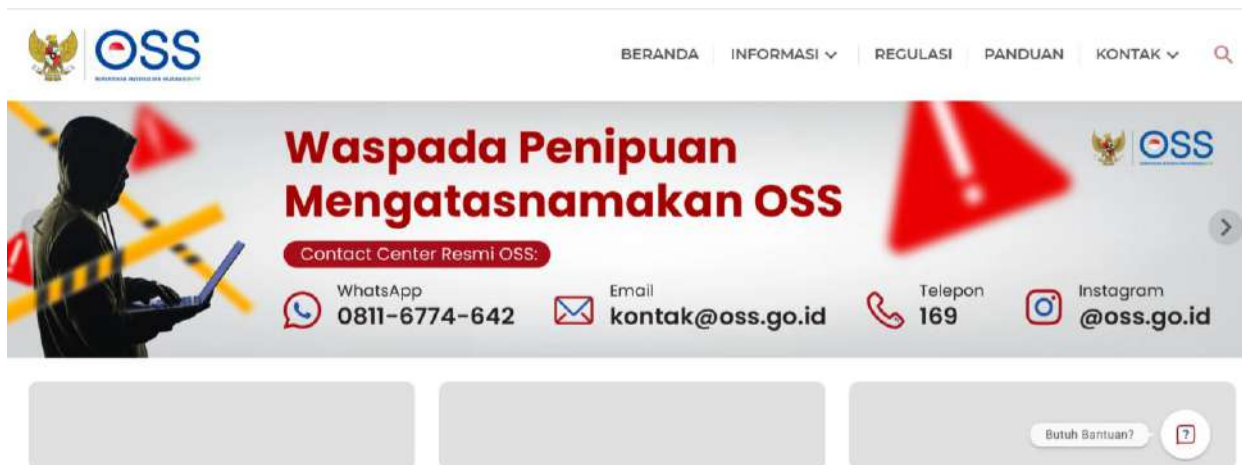 OSS
BERANDA INFORMASI REGULASI PANDUAN KONTAK
Waspada Penipuan
Mengatasnamakan OSS
OSS
Contact Center Resmi OSS:
WhatsApp
0811-6774-642
Email
kontak@oss.go.id
Telepon
169
Instagram
@oss.go.id
Butuh Bantuan?